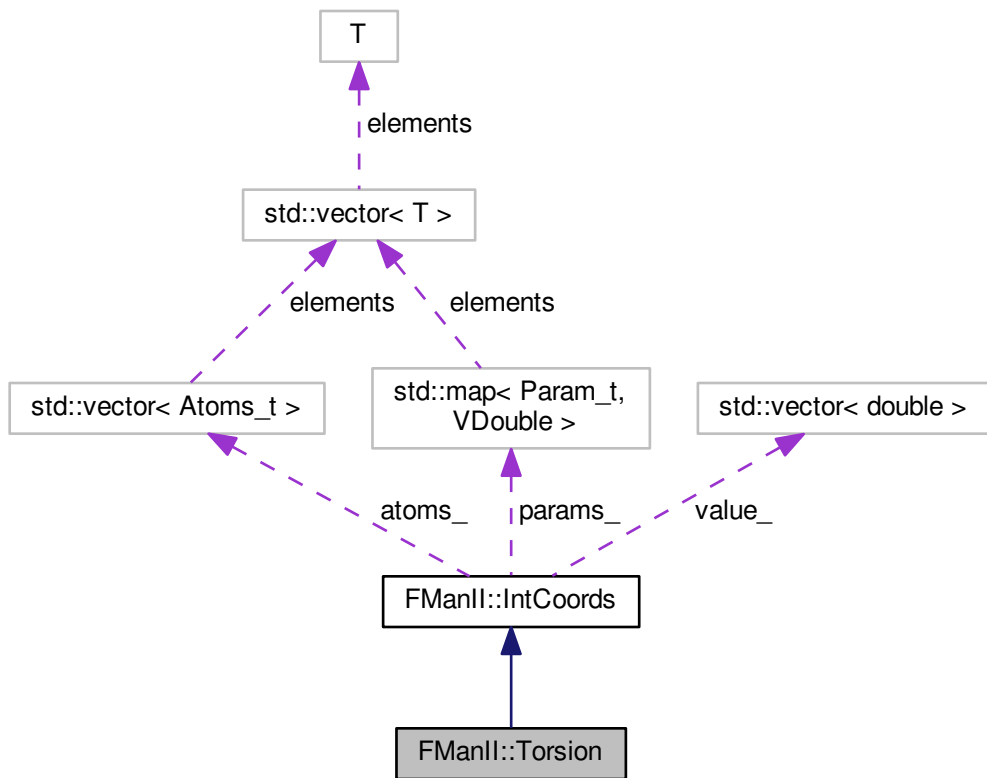 T
elements
std::vector< T >
elements
elements
std::vector< Atoms_t >
std::map< Param_t,
VDouble >
std::vector< double >
atoms_
params_
value_
FManII::IntCoords
FManII::Torsion